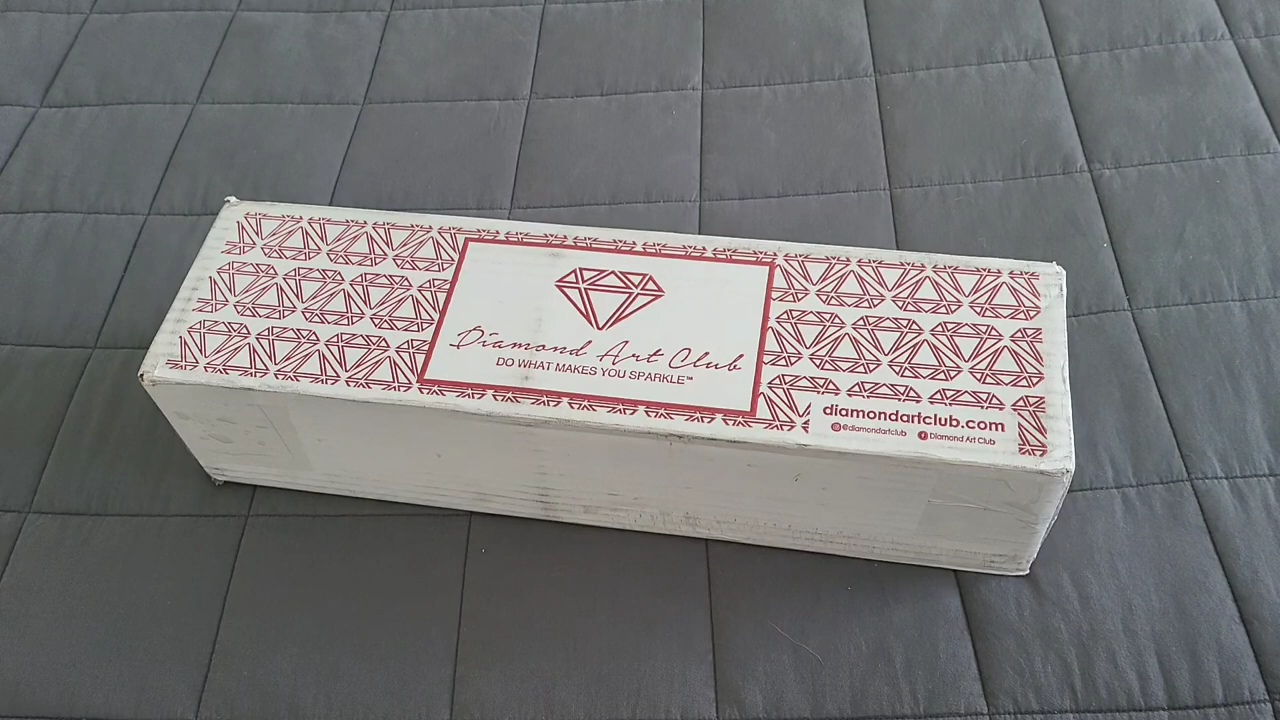 Diamond Art Club
DO WHAT MAKES YOU SPARKLE™
diamondartclub.com
@diamondartclub Diamond Art Club